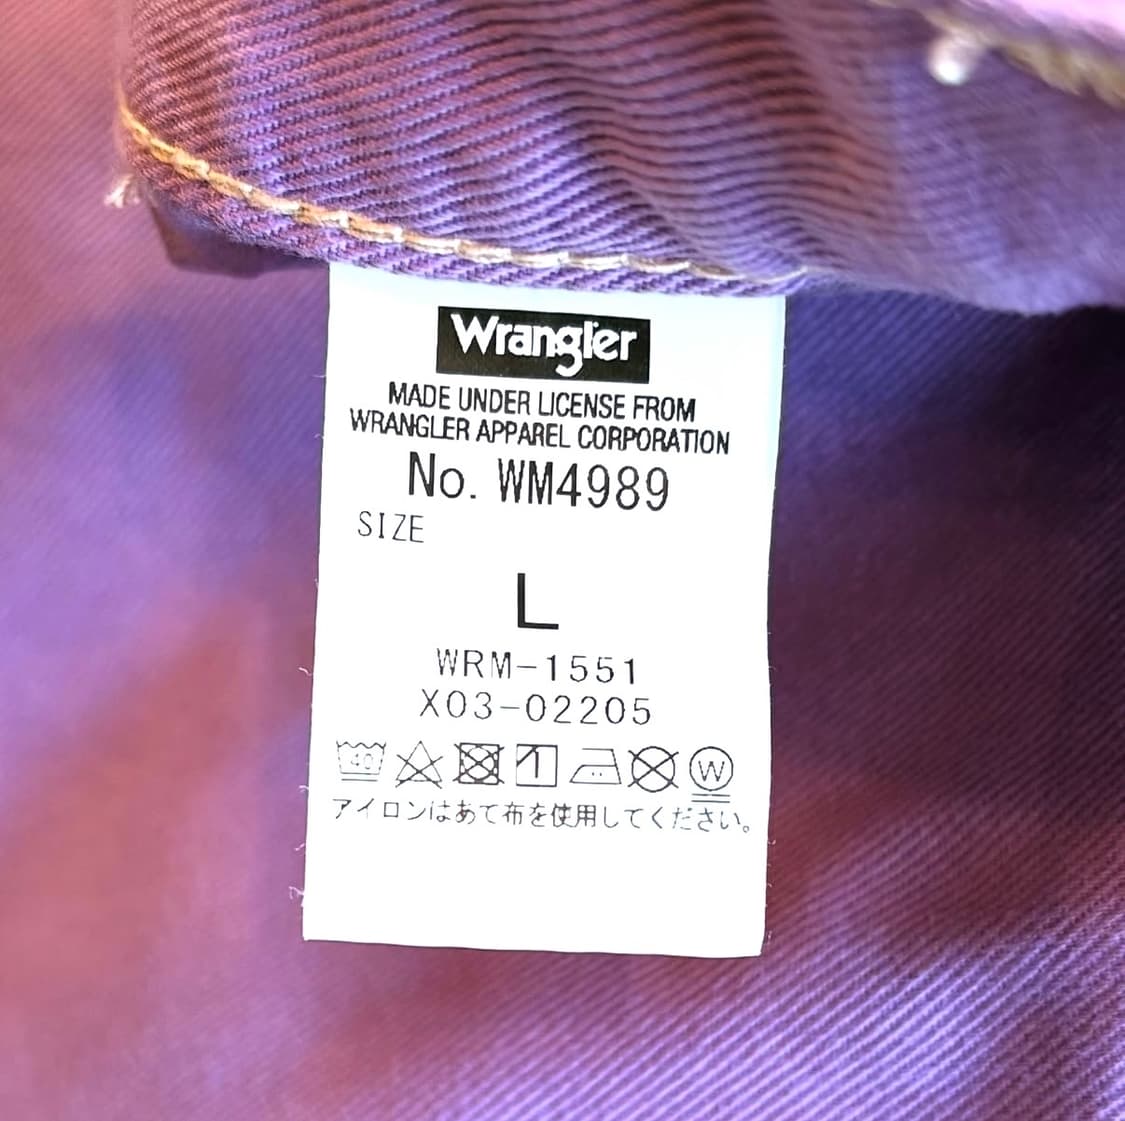 Wrangler
MADE UNDER LICENSE FROM
WRANGLER APPAREL CORPORATION
No. WM4989
SIZE
L
WRM-1551
X03-02205
40 W
アイロンはあて布を使用してください。